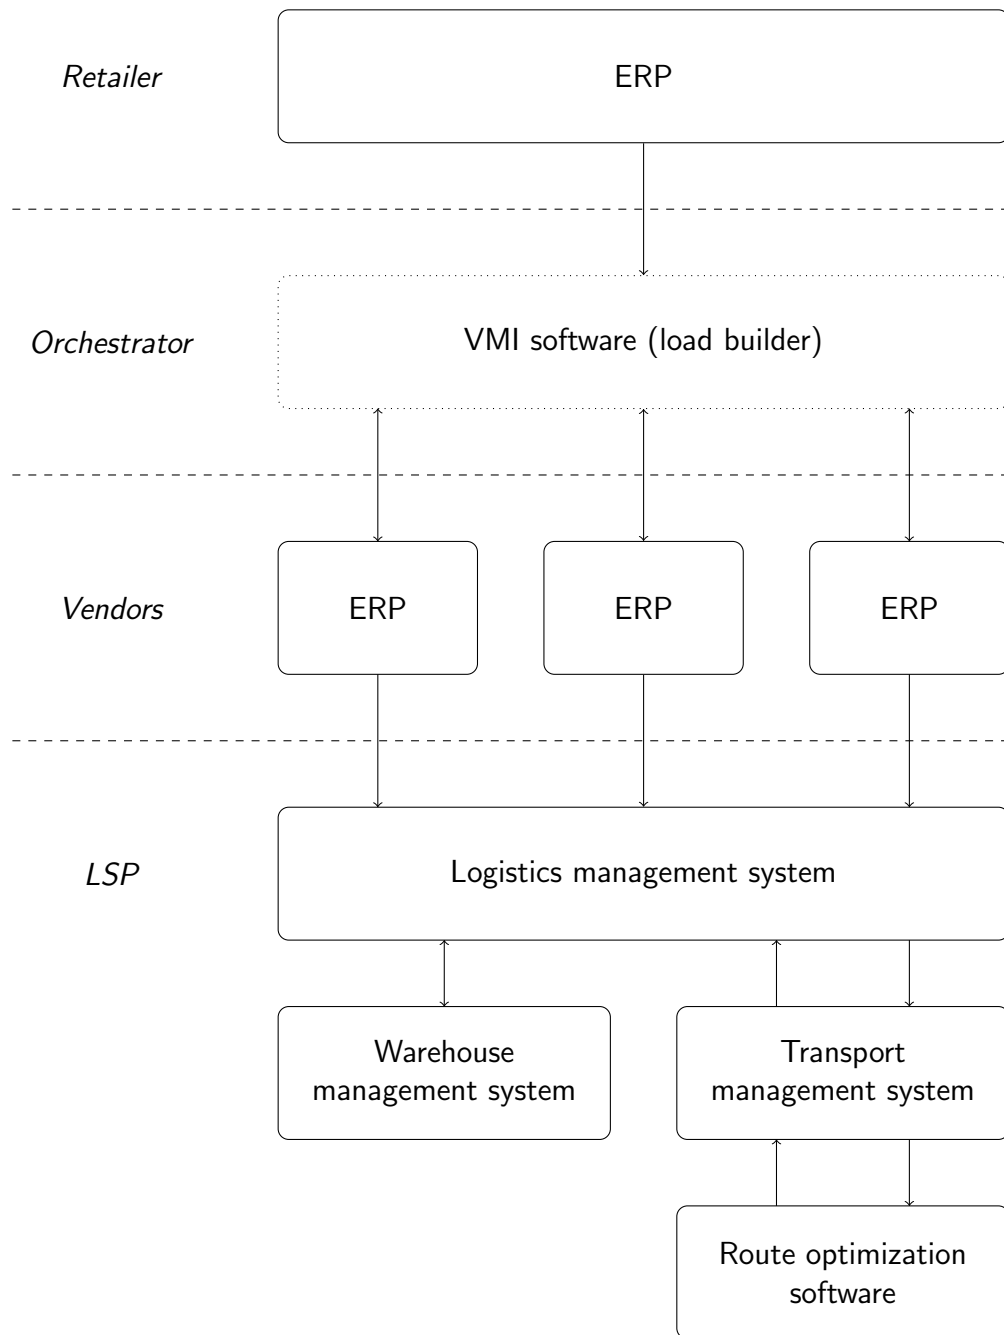 Retailer
ERP
Orchestrator
VMI software (load builder)
Vendors
ERP
ERP
ERP
LSP
Logistics management system
Warehouse
management system
Transport
management system
Route optimization
software